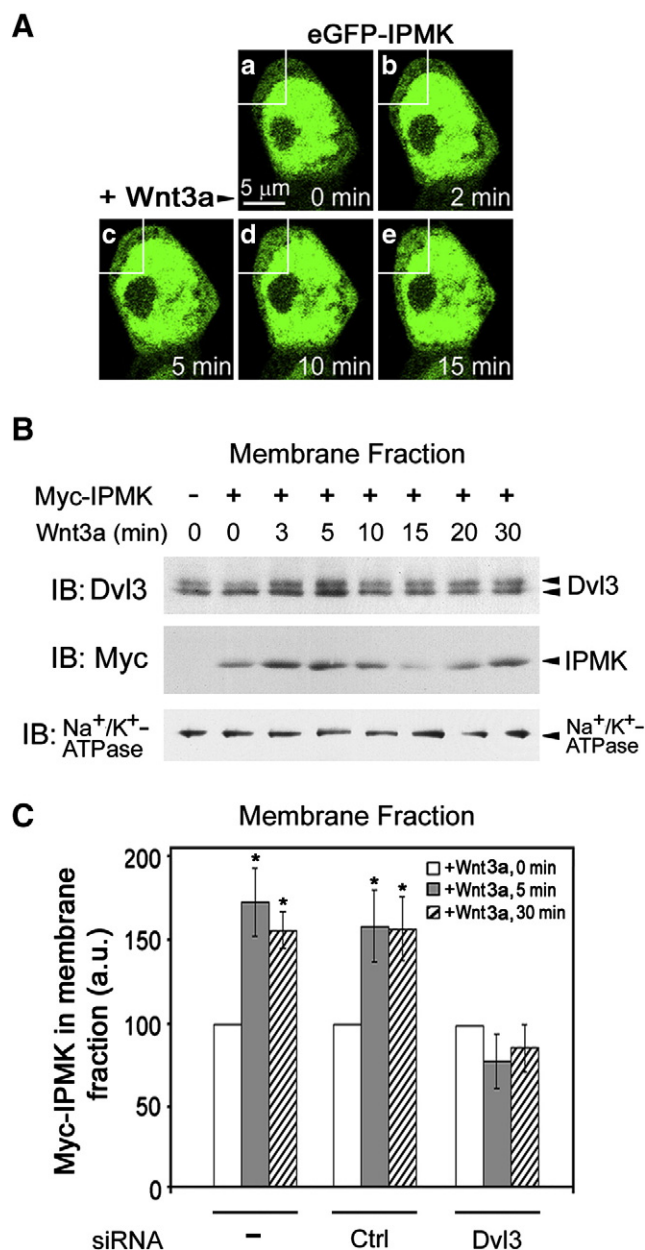 A
eGFP-IPMK
a
b
+ Wnt3a
5 μm
0 min
2 min
c
d
e
5 min
10 min
15 min
B
Membrane Fraction
Myc-IPMK - + + + + + + +
Wnt3a (min) 0 0 3 5 10 15 20 30
IB: Dvl3
Dvl3
IB: Myc
IPMK
IB: Na+/K+-ATPase
Na+/K+-ATPase
C
Membrane Fraction
Myc-IPMK in membrane
fraction (a.u.)
200
150
100
50
0
* * * *
+Wnt3a, 0 min
+Wnt3a, 5 min
+Wnt3a, 30 min
siRNA - Ctrl Dvl3